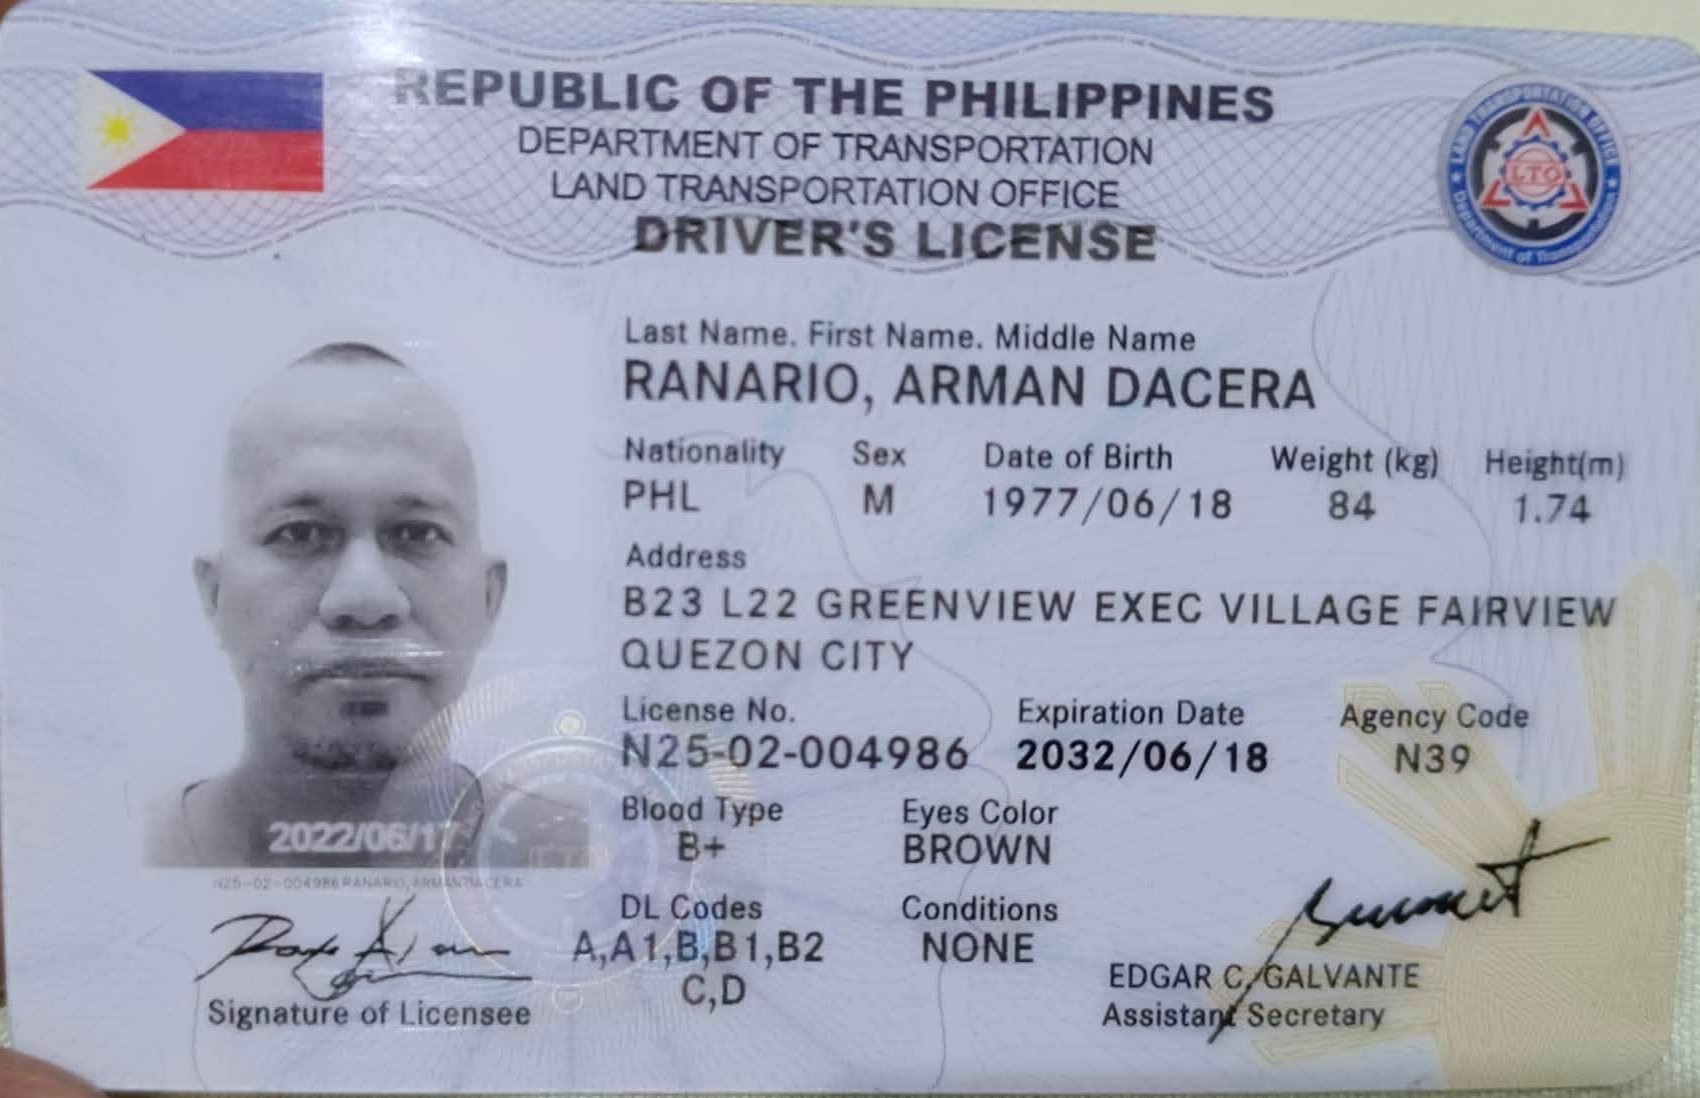 REPUBLIC OF THE PHILIPPINES
DEPARTMENT OF TRANSPORTATION
LAND TRANSPORTATION OFFICE
DRIVER'S LICENSE
LAND TRANSPORTATION OFFICE
LTO
Department of Transportation
Last Name. First Name. Middle Name
RANARIO, ARMAN DACERA
Nationality Sex Date of Birth Weight (kg) Height(m)
PHL M 1977/06/18 84 1.74
Address
B23 L22 GREENVIEW EXEC VILLAGE FAIRVIEW
QUEZON CITY
License No. Expiration Date Agency Code
N25-02-004986 2032/06/18 N39
Blood Type Eyes Color
B+ BROWN
2022/06/17
N25-02-004986 RANARIO, ARMAN DACERA
DL Codes Conditions
A,A1,B,B1,B2 NONE
C,D
Signature of Licensee
EDGAR C. GALVANTE
Assistant Secretary